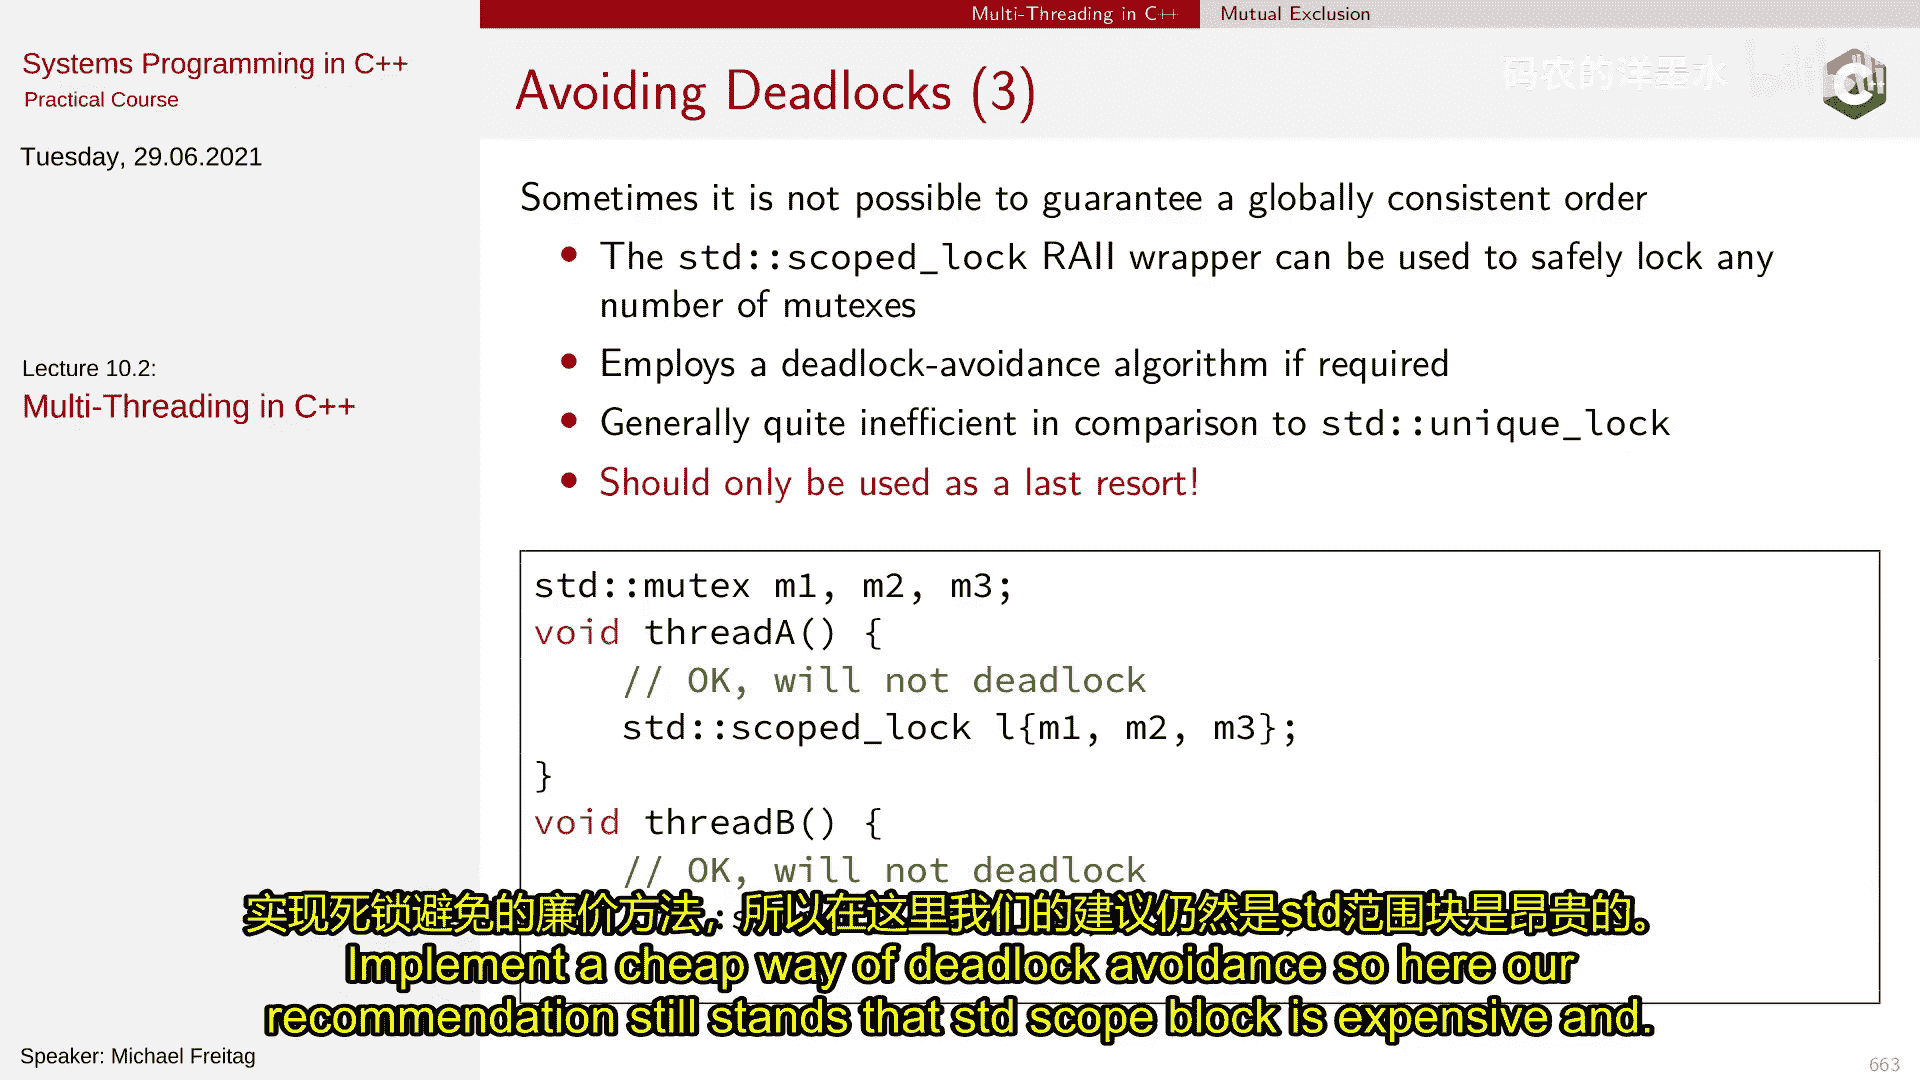 Multi-Threading in C++ Mutual Exclusion
Systems Programming in C++
Practical Course
Tuesday, 29.06.2021
Lecture 10.2:
Multi-Threading in C++
Avoiding Deadlocks (3)
码农的洋墨水
Sometimes it is not possible to guarantee a globally consistent order
• The std::scoped_lock RAII wrapper can be used to safely lock any
number of mutexes
• Employs a deadlock-avoidance algorithm if required
• Generally quite inefficient in comparison to std::unique_lock
• Should only be used as a last resort!
std::mutex m1, m2, m3;
void threadA() {
// OK, will not deadlock
std::scoped_lock l{m1, m2, m3};
}
void threadB() {
// OK, will not deadlock
实现死锁避免的廉价方法，所以在这里我们的建议仍然是std范围块是昂贵的。
Implement a cheap way of deadlock avoidance so here our
recommendation still stands that std scope block is expensive and.
Speaker: Michael Freitag
663